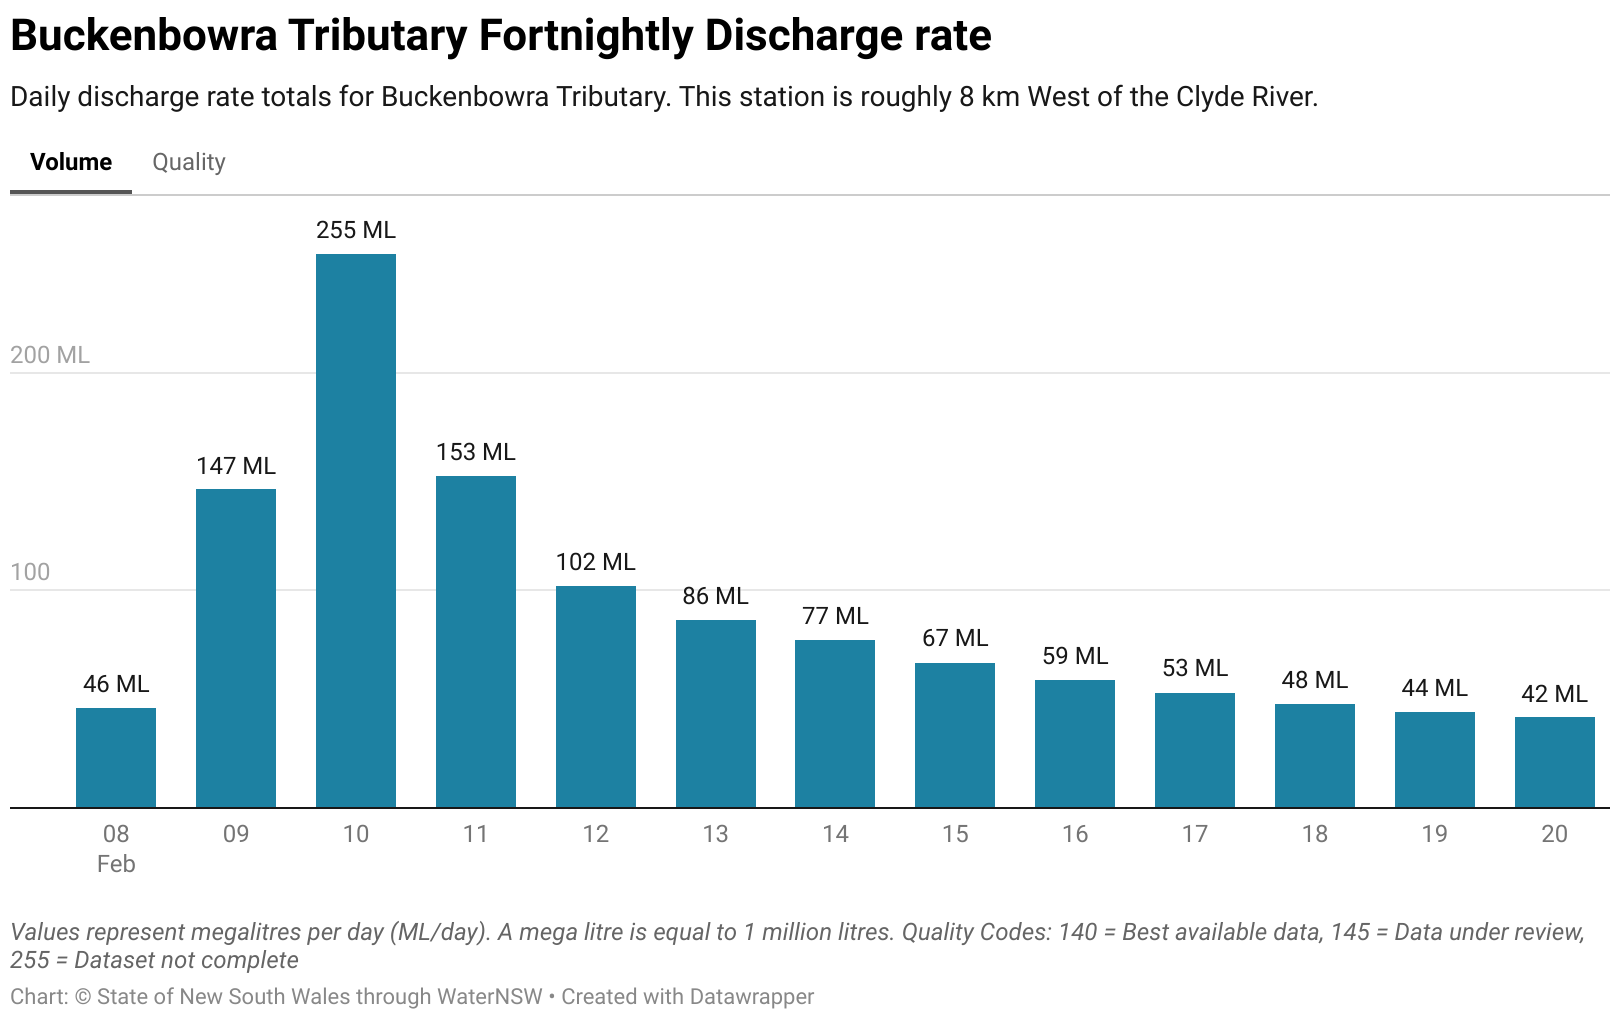 Buckenbowra Tributary Fortnightly Discharge rate
Daily discharge rate totals for Buckenbowra Tributary. This station is roughly 8 km West of the Clyde River.
Volume Quality
255 ML
200 ML
153 ML
147 ML
102 ML
100
86 ML
77 ML
67 ML
59 ML
53 ML
48 ML
44 ML
42 ML
46 ML
08 09 10 11 12 13 14 15 16 17 18 19 20
Feb
Values represent megalitres per day (ML/day). A mega litre is equal to 1 million litres. Quality Codes: 140 = Best available data, 145 = Data under review,
255 = Dataset not complete
Chart: © State of New South Wales through WaterNSW • Created with Datawrapper